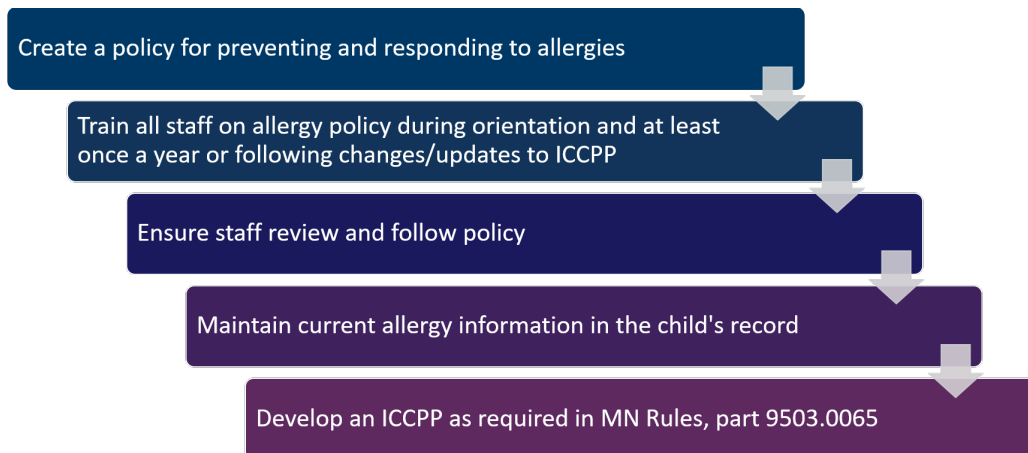 Create a policy for preventing and responding to allergies
Train all staff on allergy policy during orientation and at least
once a year or following changes/updates to ICCPP
Ensure staff review and follow policy
Maintain current allergy information in the child's record
Develop an ICCPP as required in MN Rules, part 9503.0065